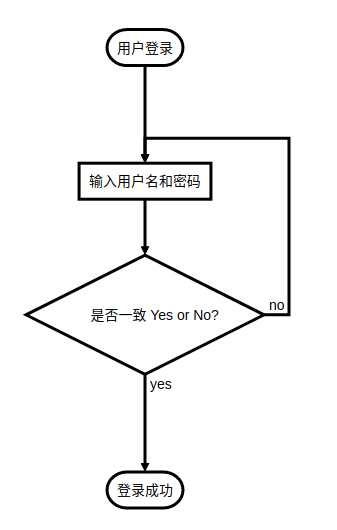 用户登录
输入用户名和密码
是否一致 Yes or No?
no
yes
登录成功